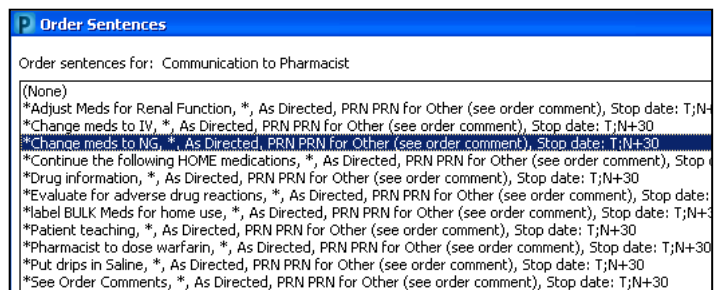 P Order Sentences
Order sentences for: Communication to Pharmacist
(None)
*Adjust Meds for Renal Function, *, As Directed, PRN PRN for Other (see order comment), Stop date: T;N+
*Change meds to IV, *, As Directed, PRN PRN for Other (see order comment), Stop date: T;N+30
*Change meds to NG, *, As Directed, PRN PRN for Other (see order comment), Stop date: T;N+30
*Continue the following HOME medications, *, As Directed, PRN PRN for Other (see order comment), Stop
*Drug information, *, As Directed, PRN PRN for Other (see order comment), Stop date: T;N+30
*Evaluate for adverse drug reactions, *, As Directed, PRN PRN for Other (see order comment), Stop date:
*label BULK Meds for home use, *, As Directed, PRN PRN for Other (see order comment), Stop date: T;N+3
*Patient teaching, *, As Directed, PRN PRN for Other (see order comment), Stop date: T;N+30
*Pharmacist to dose warfarin, *, As Directed, PRN PRN for Other (see order comment), Stop date: T;N+30
*Put drips in Saline, *, As Directed, PRN PRN for Other (see order comment), Stop date: T;N+30
*See Order Comments, *, As Directed, PRN PRN for Other (see order comment), Stop date: T;N+30